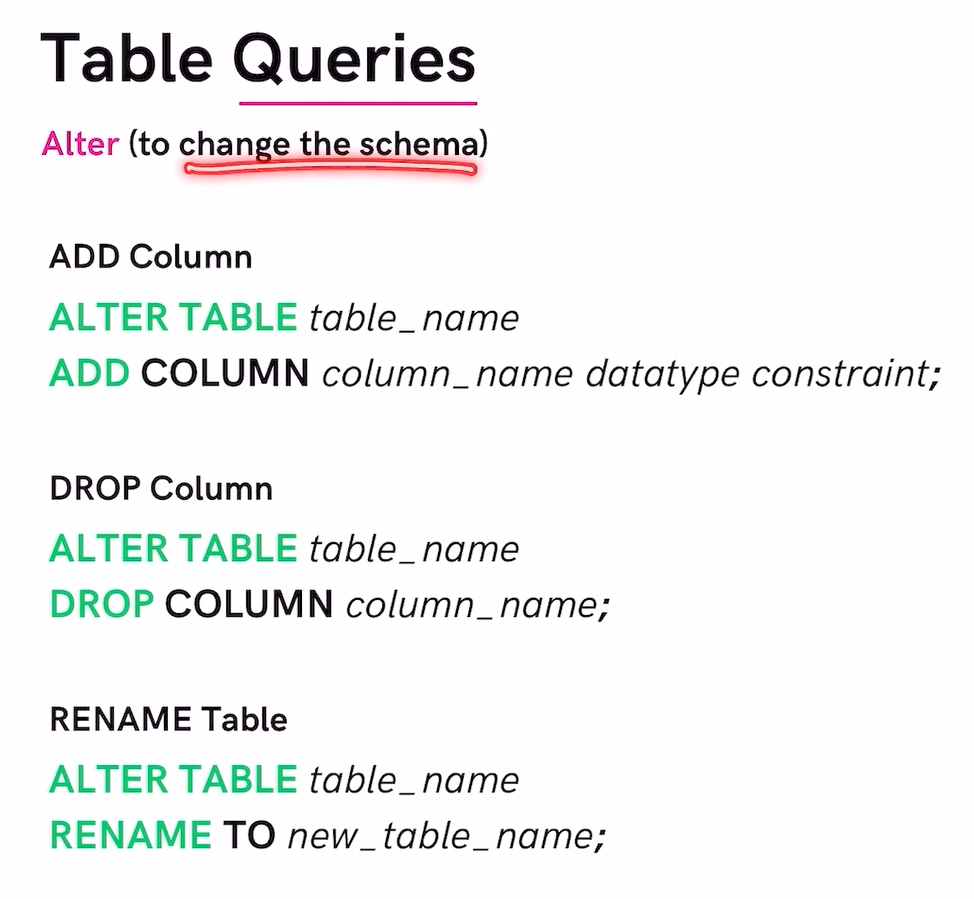 Table Queries
Alter (to change the schema)
ADD Column
ALTER TABLE table_name
ADD COLUMN column_name datatype constraint;
DROP Column
ALTER TABLE table_name
DROP COLUMN column_name;
RENAME Table
ALTER TABLE table_name
RENAME TO new_table_name;